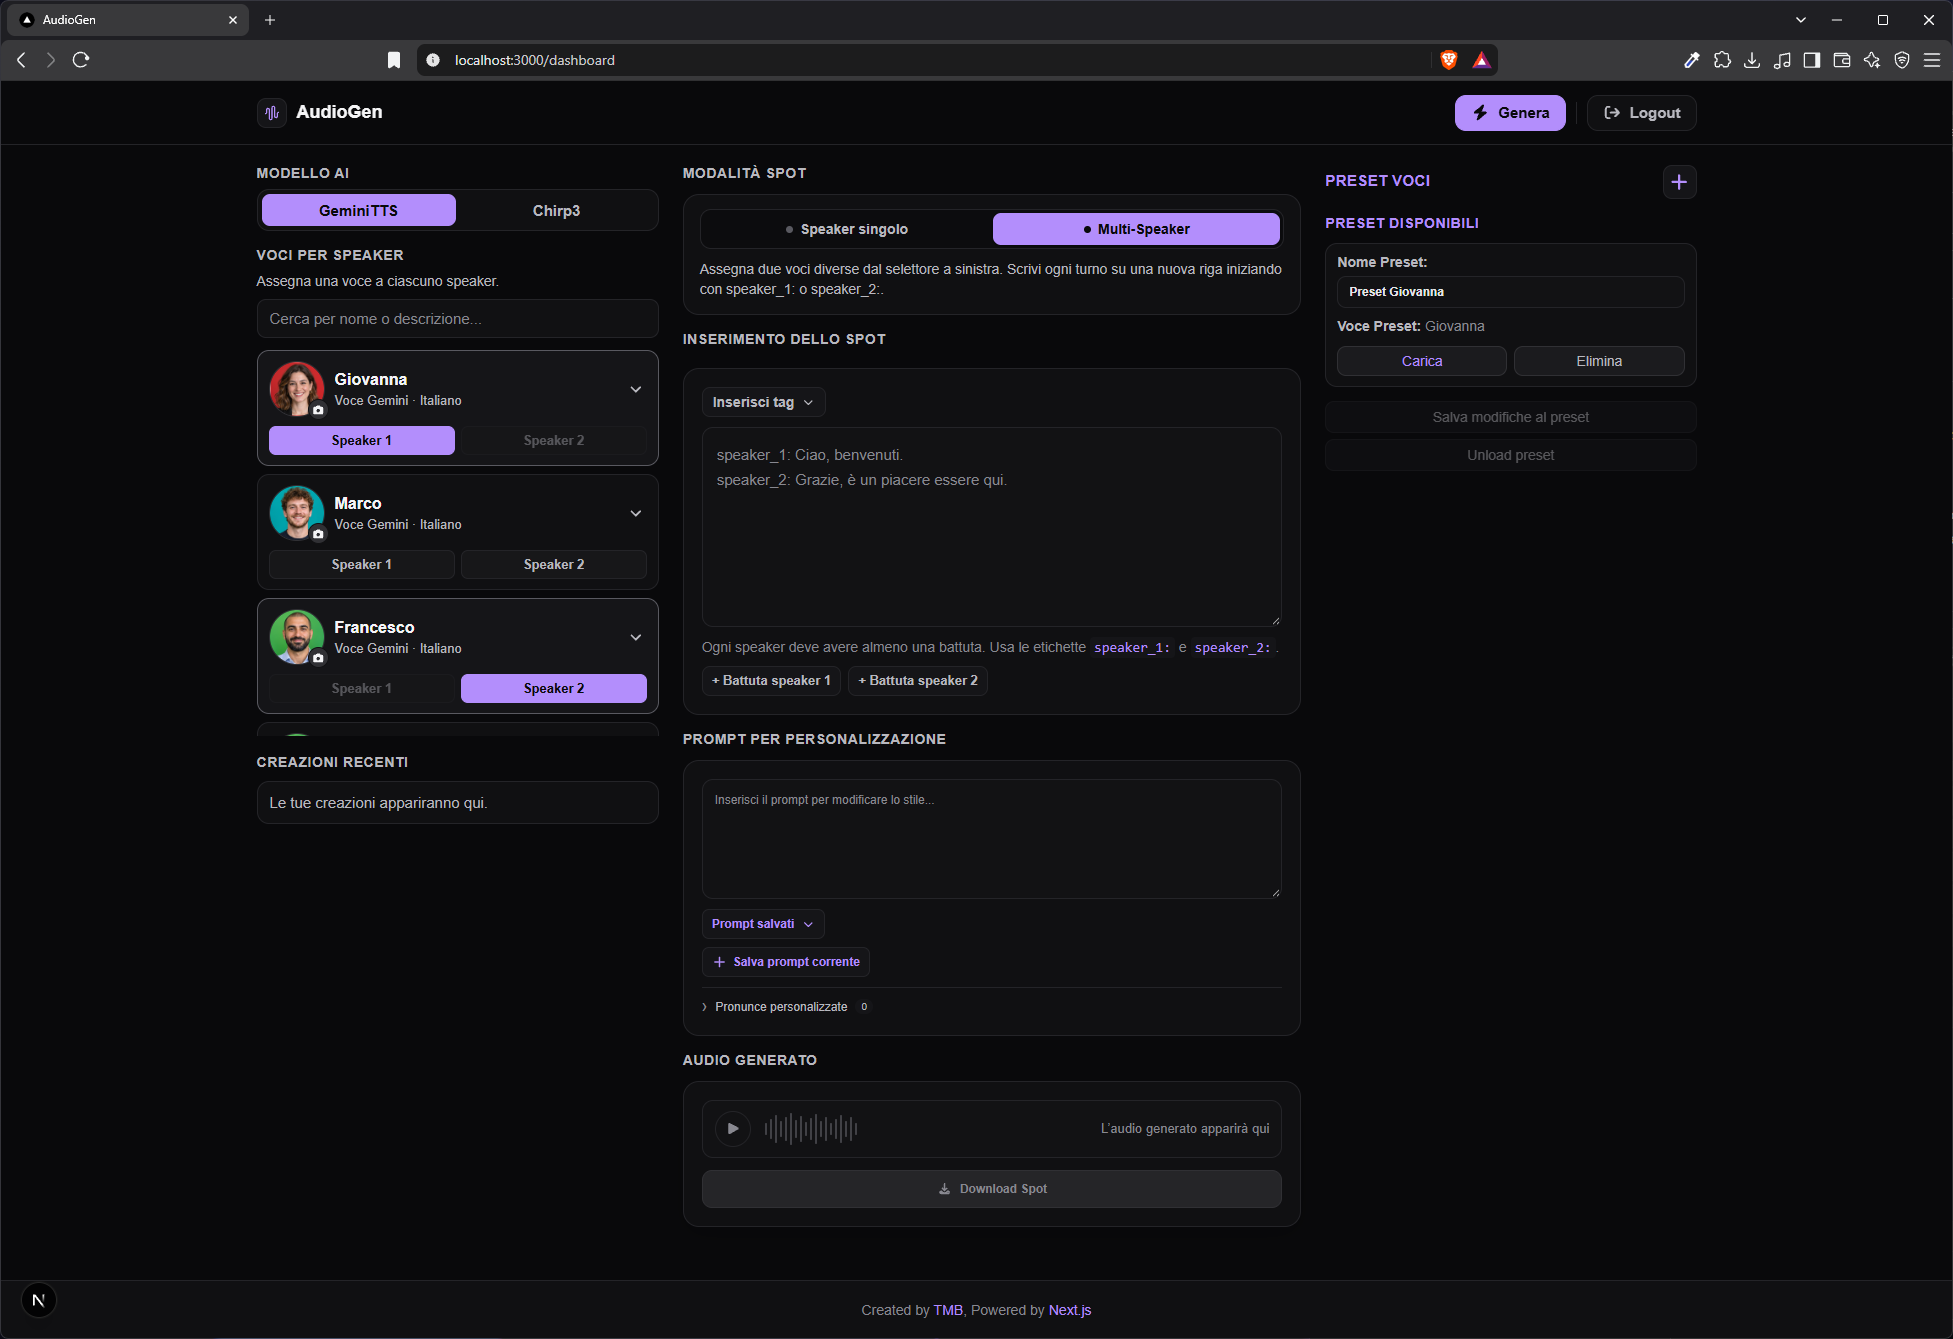 AudioGen
localhost:3000/dashboard
AudioGen
Genera
Logout
MODELLO AI
GeminiTTS
Chirp3
VOCI PER SPEAKER
Assegna una voce a ciascuno speaker.
Cerca per nome o descrizione...
Giovanna
Voce Gemini · Italiano
Speaker 1
Speaker 2
Marco
Voce Gemini · Italiano
Speaker 1
Speaker 2
Francesco
Voce Gemini · Italiano
Speaker 1
Speaker 2
CREAZIONI RECENTI
Le tue creazioni appariranno qui.
MODALITÀ SPOT
Speaker singolo
Multi-Speaker
Assegna due voci diverse dal selettore a sinistra. Scrivi ogni turno su una nuova riga iniziando
con speaker_1: o speaker_2:.
INSERIMENTO DELLO SPOT
Inserisci tag
speaker_1: Ciao, benvenuti.
speaker_2: Grazie, è un piacere essere qui.
Ogni speaker deve avere almeno una battuta. Usa le etichette speaker_1: e speaker_2: .
+ Battuta speaker 1
+ Battuta speaker 2
PROMPT PER PERSONALIZZAZIONE
Inserisci il prompt per modificare lo stile...
Prompt salvati
Salva prompt corrente
Pronunce personalizzate 0
AUDIO GENERATO
L'audio generato apparirà qui
Download Spot
PRESET VOCI
PRESET DISPONIBILI
Nome Preset:
Preset Giovanna
Voce Preset: Giovanna
Carica
Elimina
Salva modifiche al preset
Unload preset
N
Created by TMB, Powered by Next.js